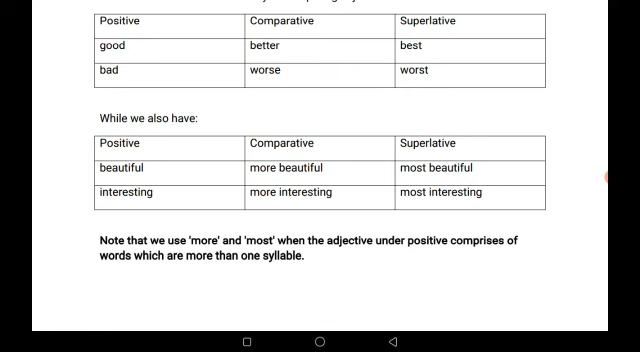 Positive Comparative Superlative
good better best
bad worse worst
While we also have:
Positive Comparative Superlative
beautiful more beautiful most beautiful
interesting more interesting most interesting
Note that we use 'more' and 'most' when the adjective under positive comprises of
words which are more than one syllable.